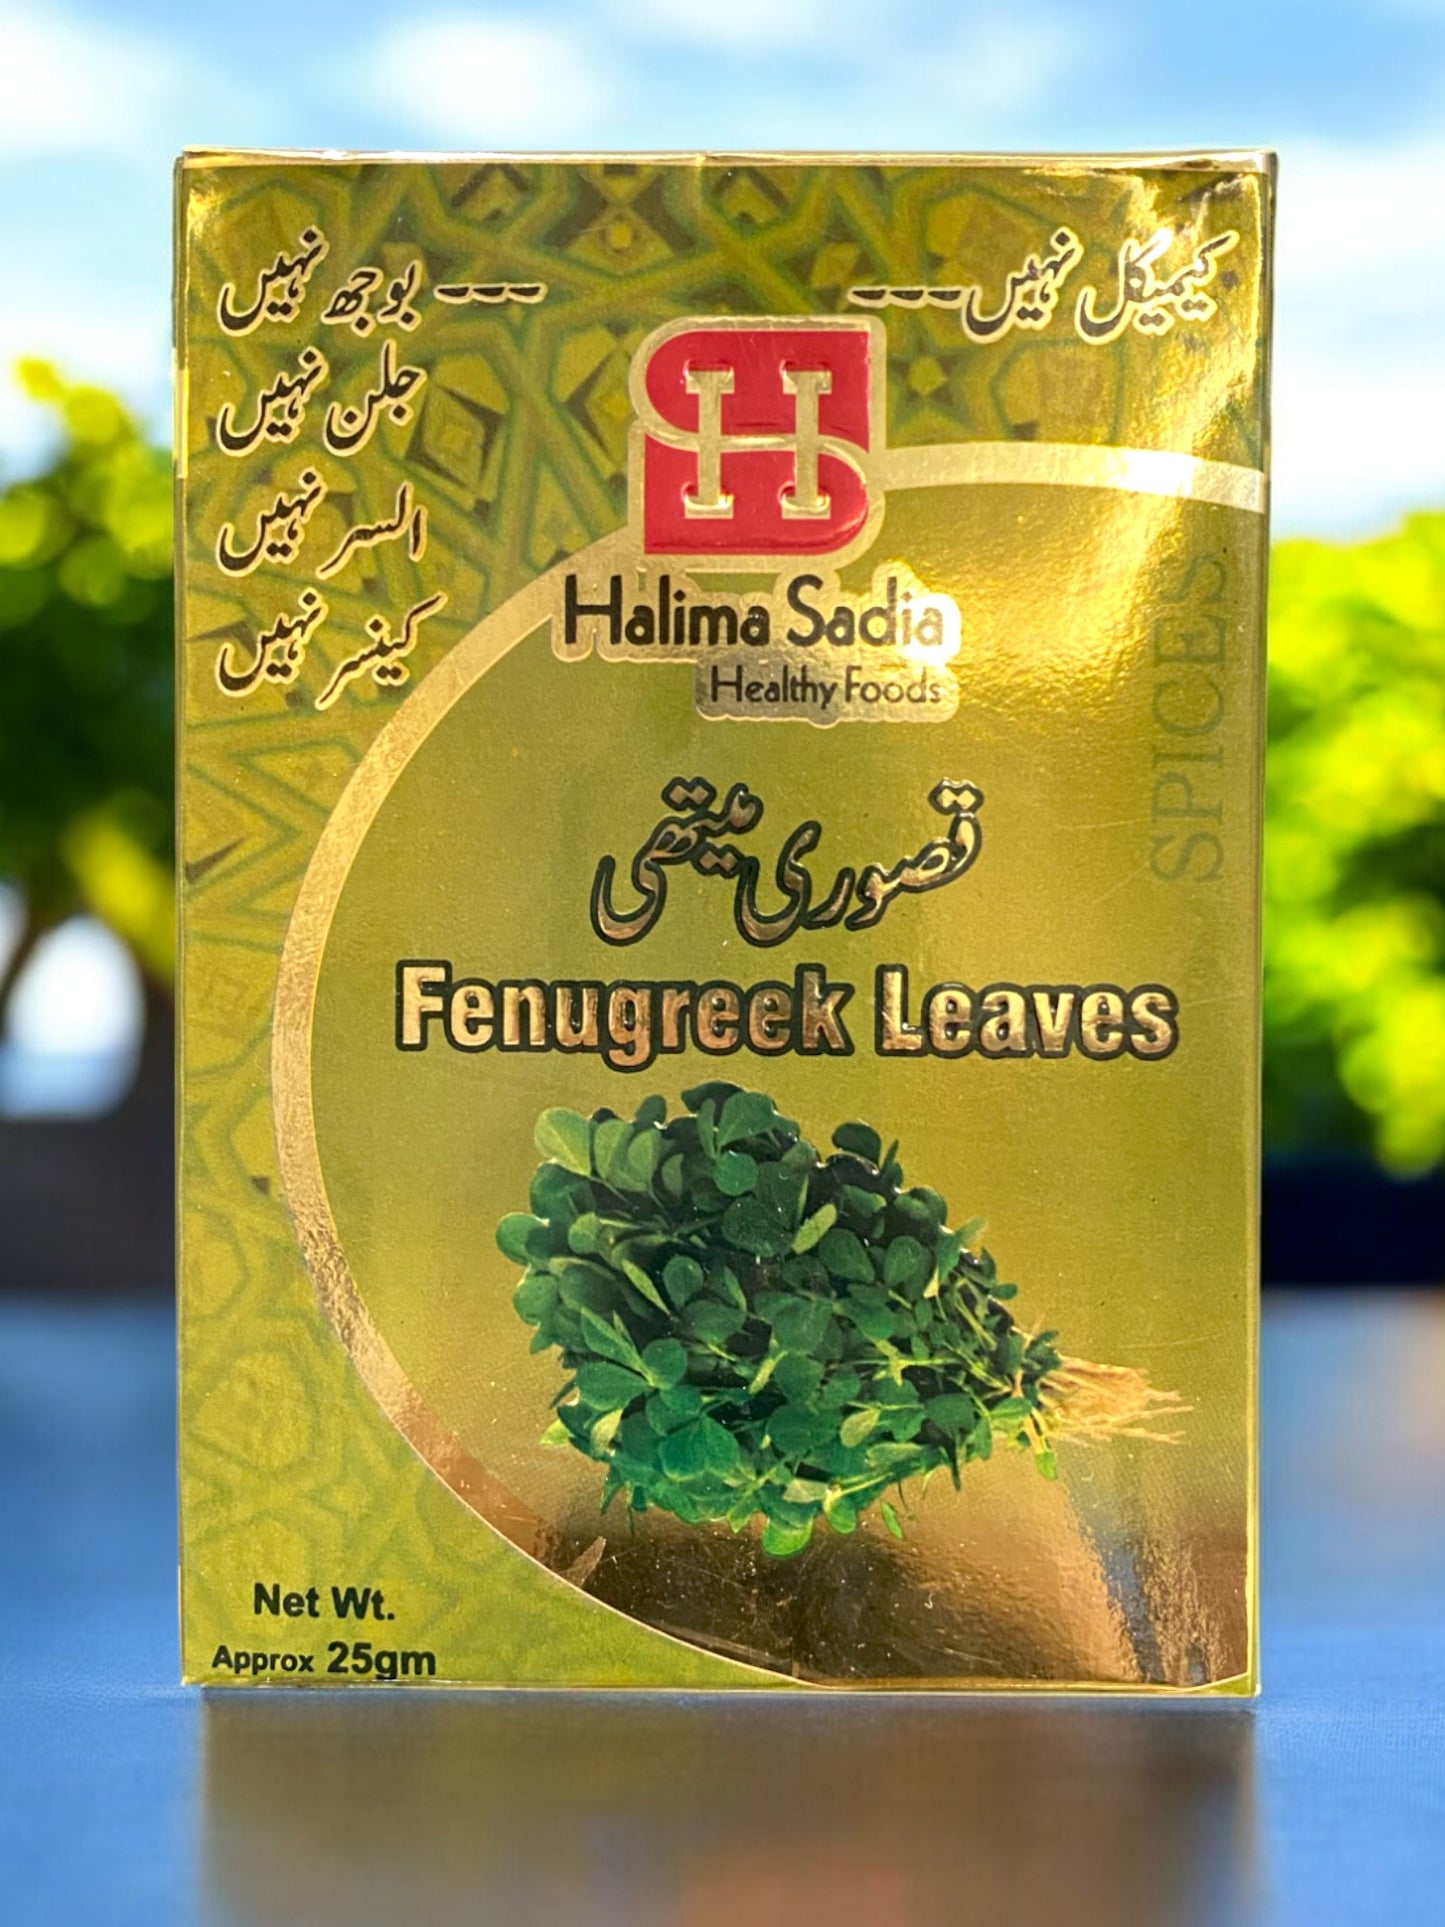 کیمیکل نہیں۔۔۔۔
۔۔۔ بوجھ نہیں
جلن نہیں
السر نہیں
کینسر نہیں
H
Halima Sadia
Healthy Foods
SPICES
قصوری میتھی
Fenugreek Leaves
Net Wt.
Approx 25gm